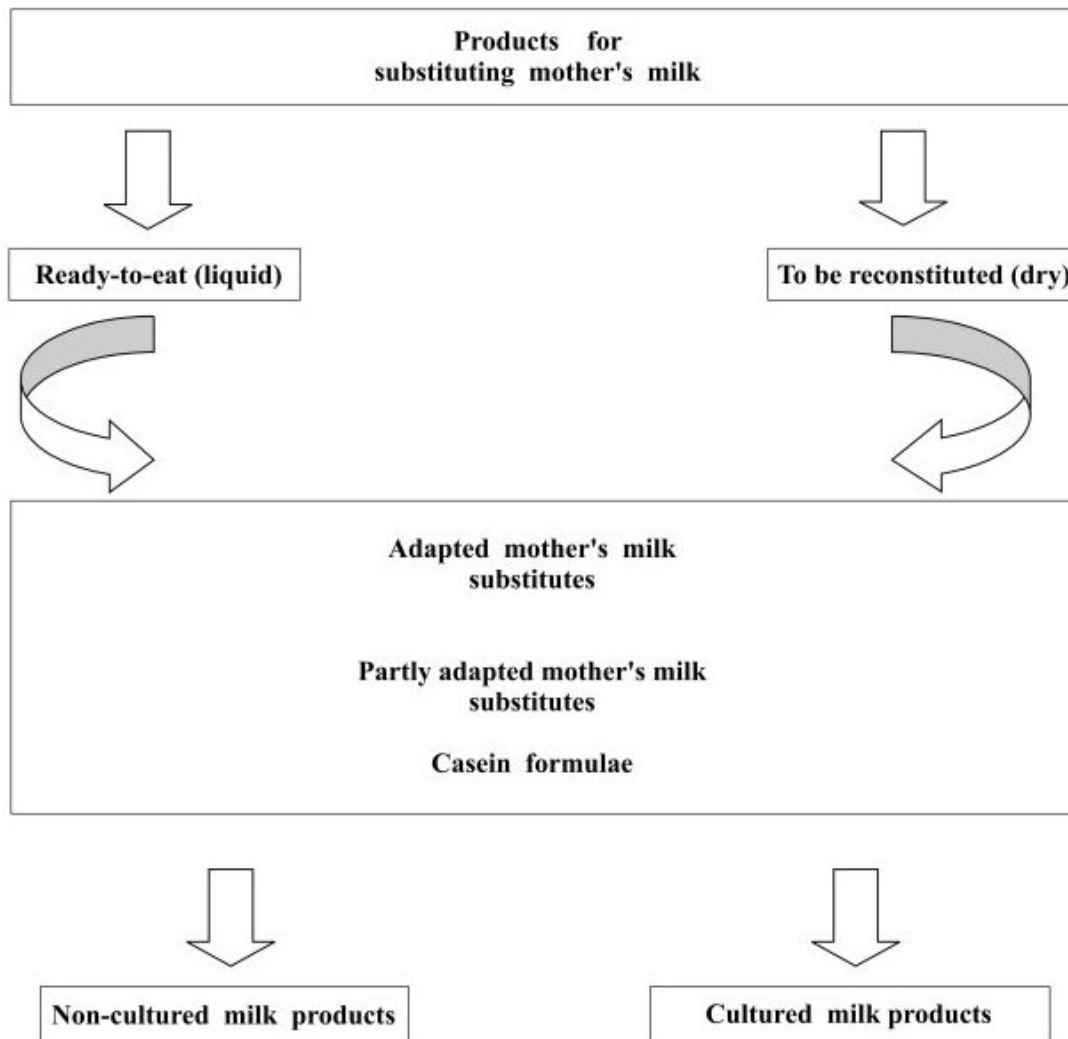 Products for
substituting mother's milk
Ready-to-eat (liquid)
To be reconstituted (dry)
Adapted mother's milk
substitutes
Partly adapted mother's milk
substitutes
Casein formulae
Non-cultured milk products
Cultured milk products